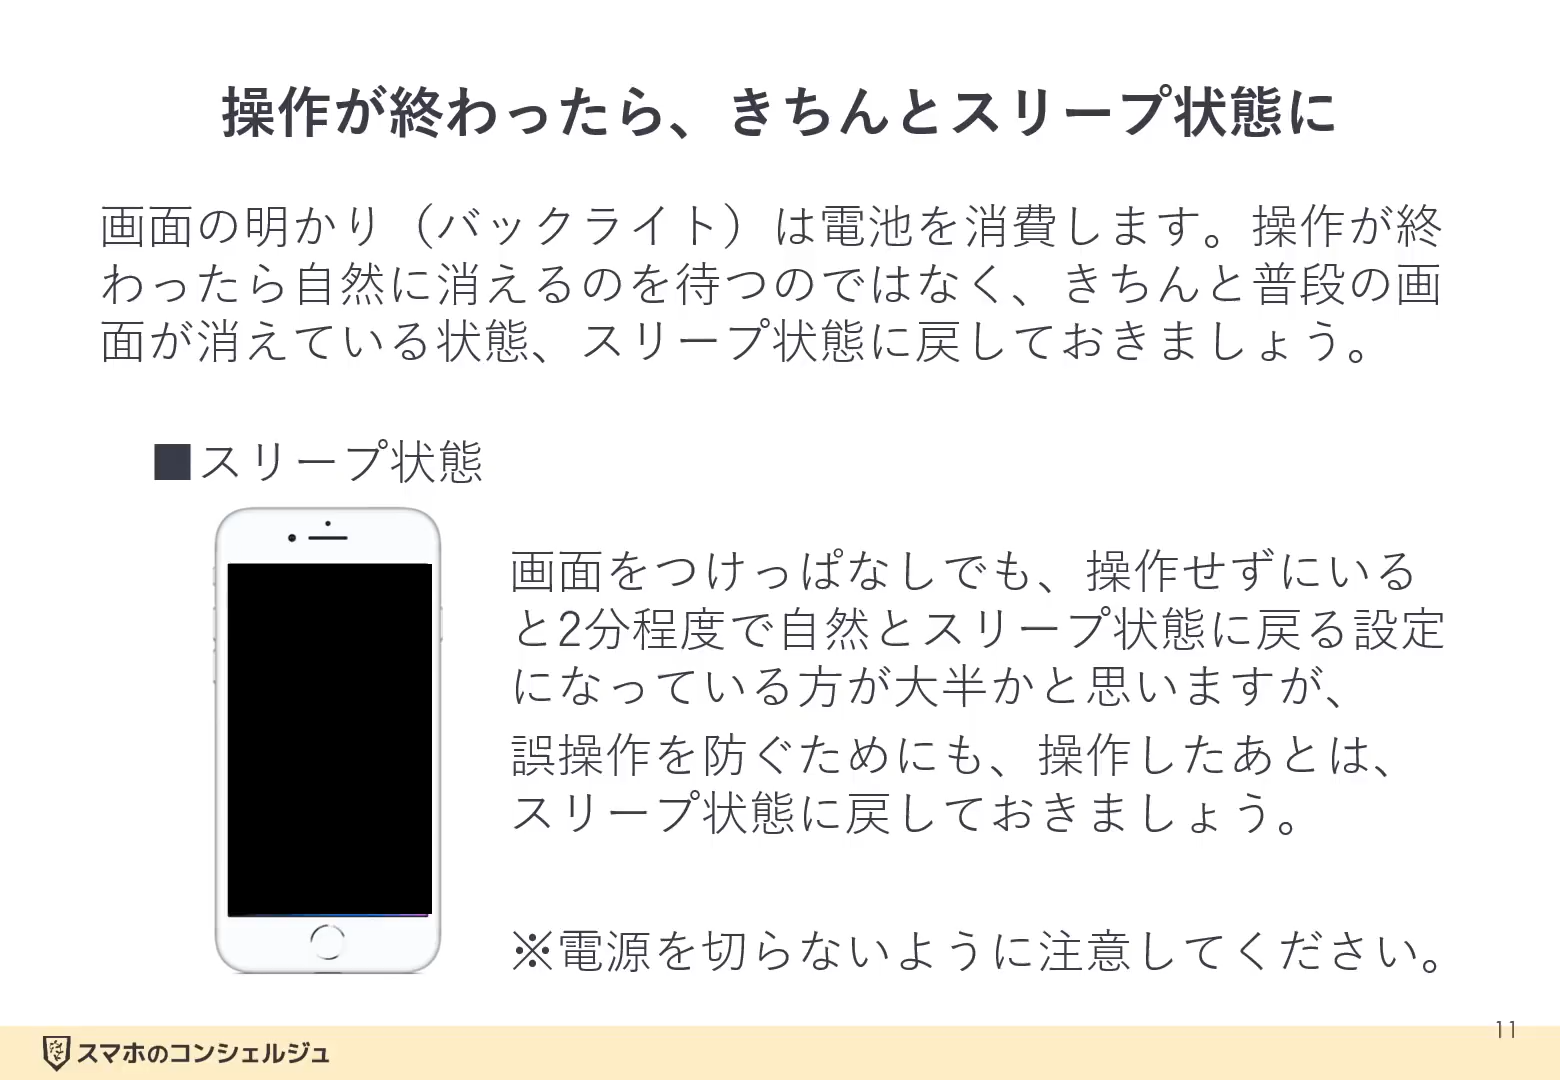 操作が終わったら、きちんとスリープ状態に
画面の明かり（バックライト）は電池を消費します。操作が終
わったら自然に消えるのを待つのではなく、きちんと普段の画
面が消えている状態、スリープ状態に戻しておきましょう。
■スリープ状態
画面をつけっぱなしでも、操作せずにいる
と2分程度で自然とスリープ状態に戻る設定
になっている方が大半かと思いますが、
誤操作を防ぐためにも、操作したあとは、
スリープ状態に戻しておきましょう。
※電源を切らないように注意してください。
11
スマホのコンシェルジュ